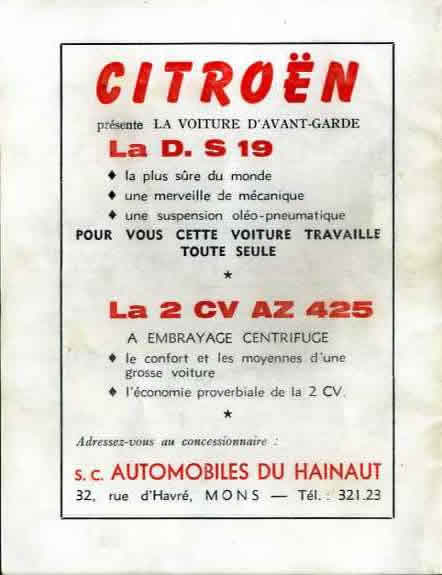 CITROËN
présente LA VOITURE D'AVANT-GARDE
La D. S 19
♦ la plus sûre du monde
♦ une merveille de mécanique
♦ une suspension oléo-pneumatique
POUR VOUS CETTE VOITURE TRAVAILLE
TOUTE SEULE
★
La 2 CV AZ 425
A EMBRAYAGE CENTRIFUGE
♦ le confort et les moyennes d'une
grosse voiture
♦ l'économie proverbiale de la 2 CV.
★
Adressez-vous au concessionnaire :
S. C. AUTOMOBILES DU HAINAUT
32, rue d'Havré, MONS — Tél. : 321.23